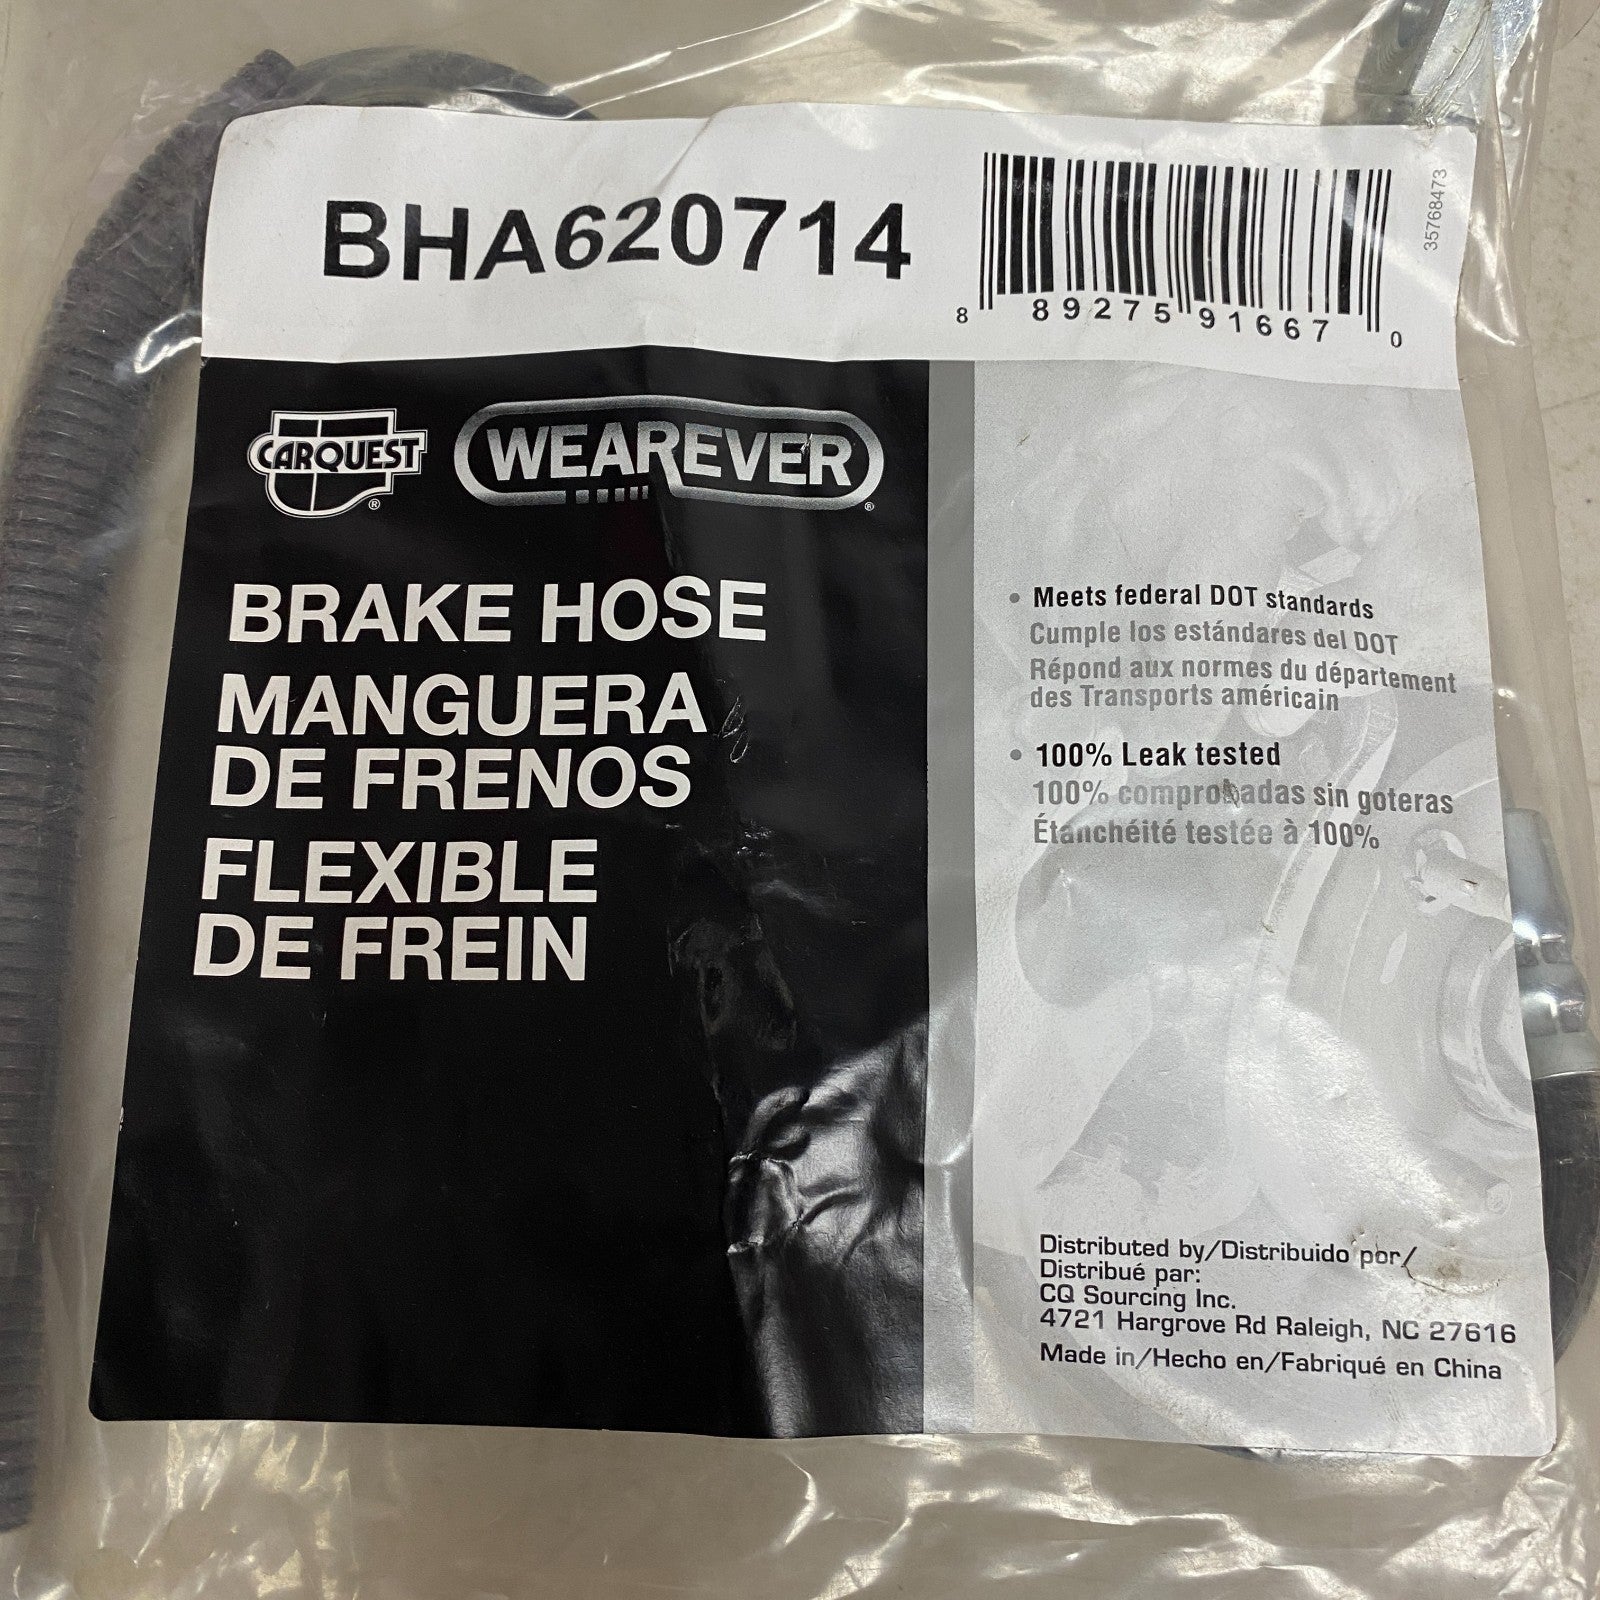 BHA620714
35768473
8 89275 91667 0
CARQUEST ®
WEAREVER ®
BRAKE HOSE
MANGUERA
DE FRENOS
FLEXIBLE
DE FREIN
• Meets federal DOT standards
Cumple los estándares del DOT
Répond aux normes du département
des Transports américain
• 100% Leak tested
100% comprobadas sin goteras
Étanchéité testée à 100%
Distributed by/Distribuido por/
Distribué par:
CQ Sourcing Inc.
4721 Hargrove Rd Raleigh, NC 27616
Made in/Hecho en/Fabriqué en China